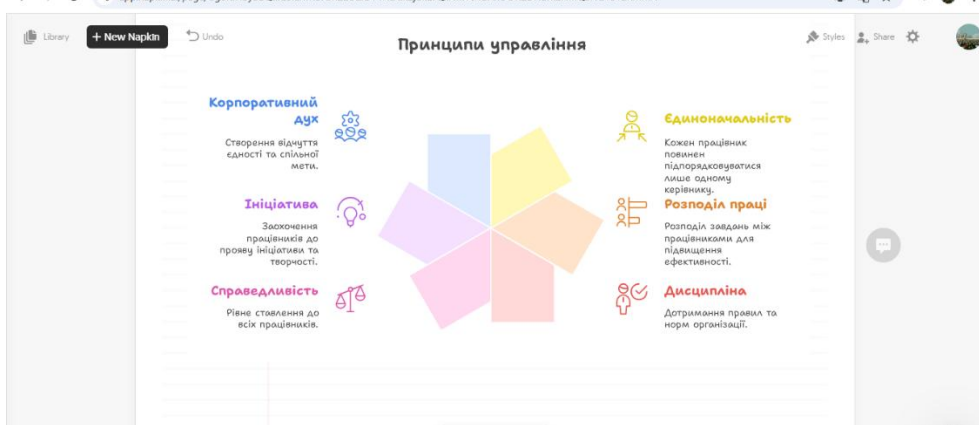 Library
+ New Napkin
Undo
Принципи управління
Styles
Share
Корпоративний
дух
Створення відчуття
єдності та спільної
мети.
Ініціатива
Заохочення
працівників до
прояву ініціативи та
творчості.
Справедливість
Рівне ставлення до
всіх працівників.
Єдиноначальність
Кожен працівник
повинен
підпорядковуватися
лише одному
керівнику.
Розподіл праці
Розподіл завдань між
працівниками для
підвищення
ефективності.
Дисципліна
Дотримання правил та
норм організації.